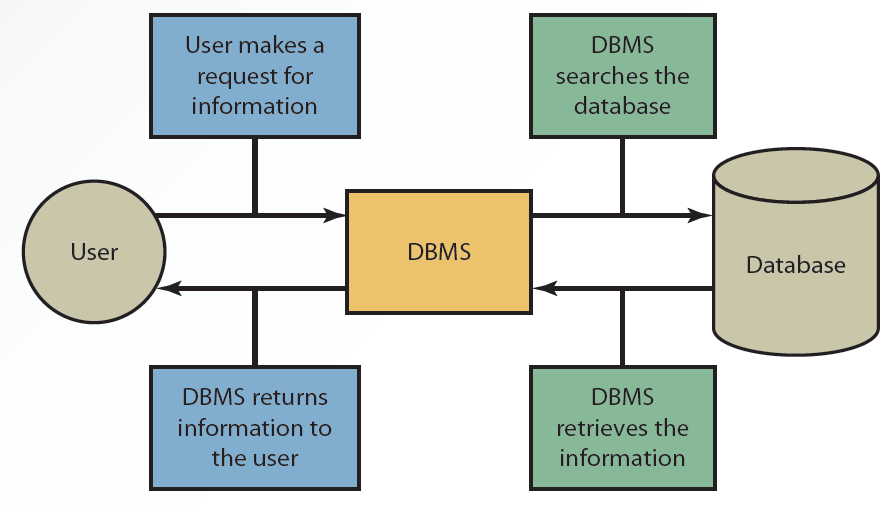 User makes a
request for
information
DBMS
searches the
database
User
DBMS
Database
DBMS returns
information to
the user
DBMS
retrieves the
information